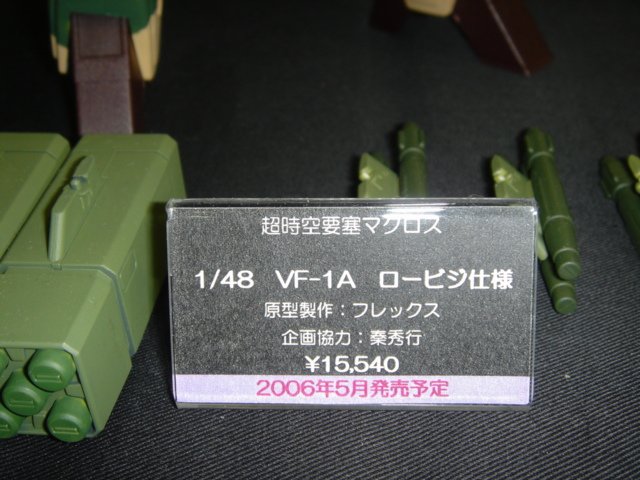 超時空要塞マクロス
1/48 VF-1A ロービジ仕様
原型製作：フレックス
企画協力：秦秀行
¥15,540
2006年5月発売予定